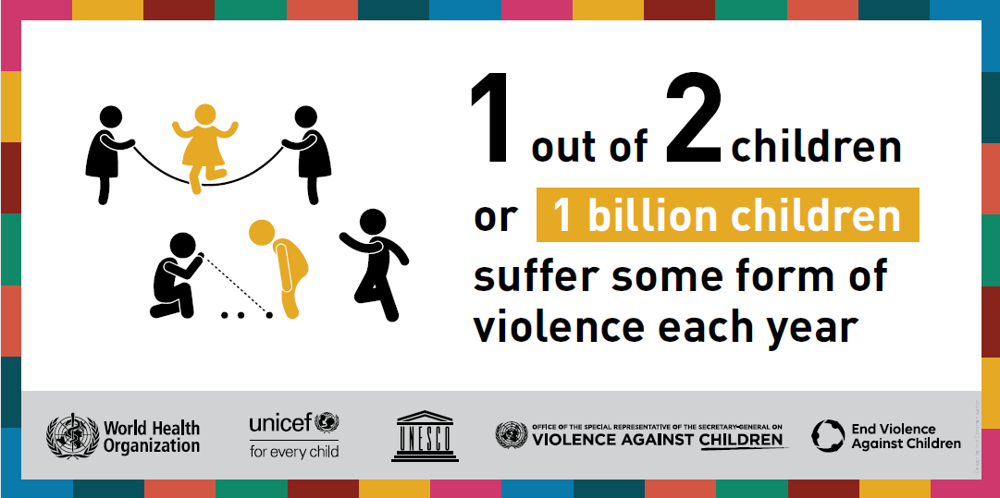 1 out of 2 children
or 1 billion children
suffer some form of
violence each year
World Health
Organization
unicef
for every child
UNESCO
OFFICE OF THE SPECIAL REPRESENTATIVE OF THE SECRETARY-GENERAL ON
VIOLENCE AGAINST CHILDREN
End Violence
Against Children